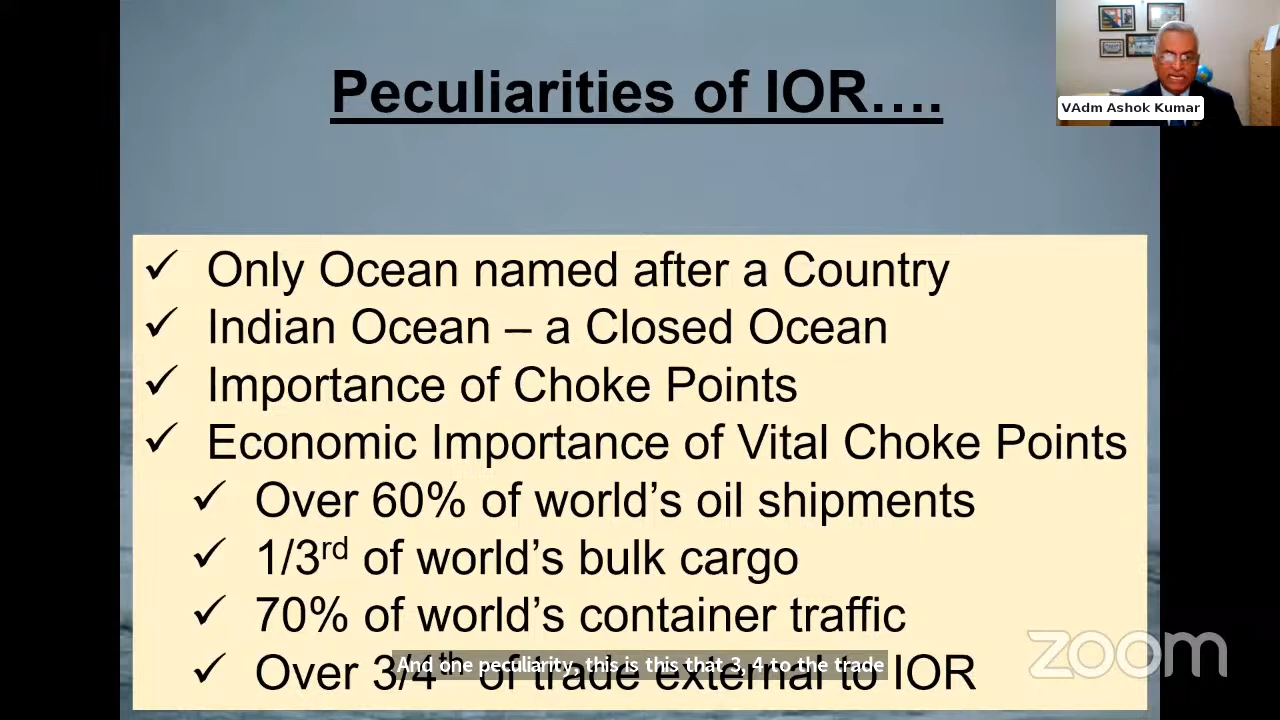 Peculiarities of IOR….
VAdm Ashok Kumar
✓ Only Ocean named after a Country
✓ Indian Ocean – a Closed Ocean
✓ Importance of Choke Points
✓ Economic Importance of Vital Choke Points
✓ Over 60% of world’s oil shipments
✓ 1/3rd of world’s bulk cargo
✓ 70% of world’s container traffic
✓ Over 3/4th of trade external to IOR
And one peculiarity, this is this that 3, 4 to the trade
zoom